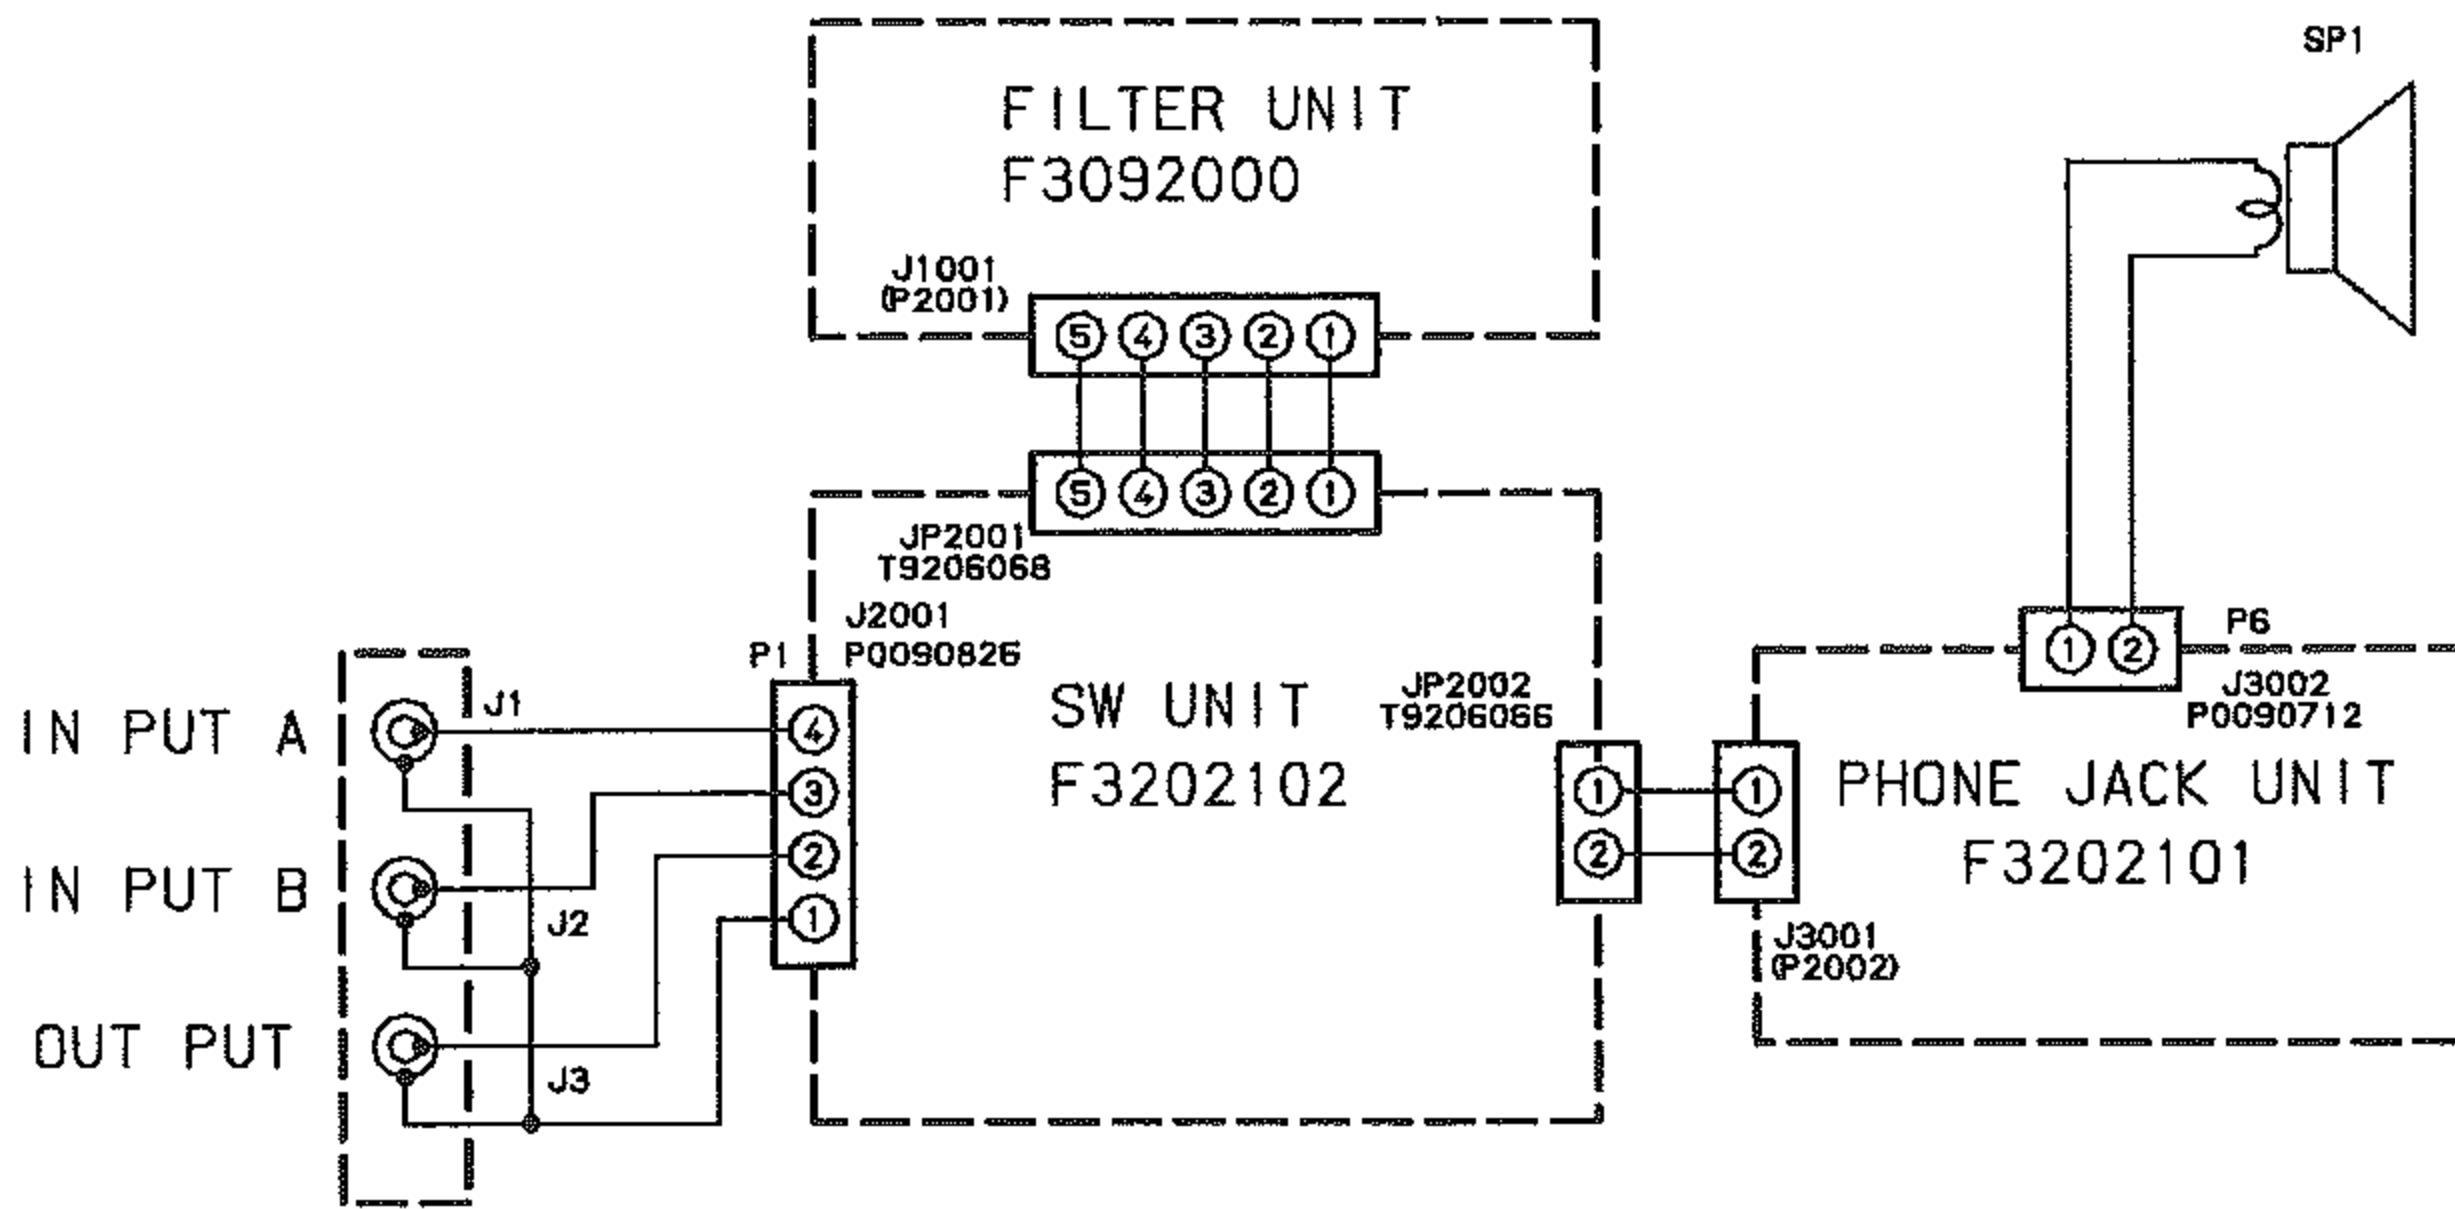 SP1
FILTER UNIT
F3092000
J1001
(P2001)
5 4 3 2 1
5 4 3 2 1
JP2001
T9206068
J2001
P1 P0090826
1 2
P6
J3002
P0090712
IN PUT A
J1
4
3
2
1
SW UNIT
F3202102
JP2002
T9206066
1
2
1
2
PHONE JACK UNIT
F3202101
IN PUT B
J2
J3001
(P2002)
OUT PUT
J3